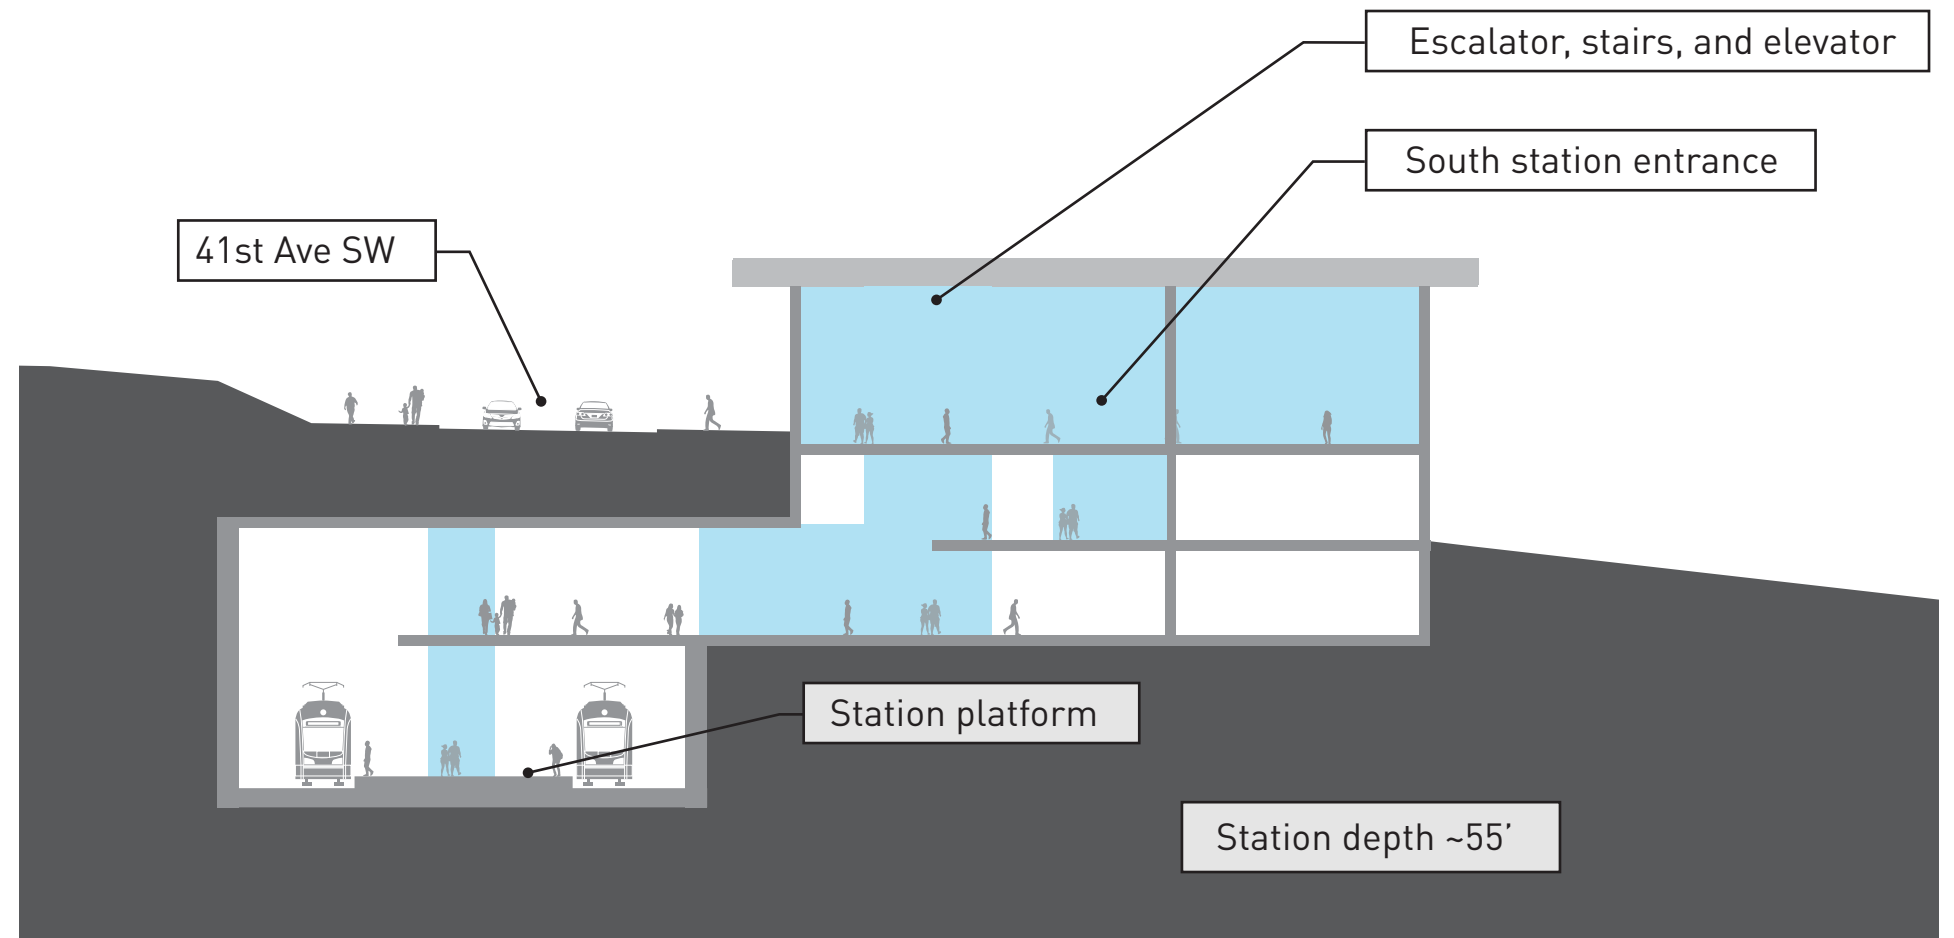 Escalator, stairs, and elevator
South station entrance
41st Ave SW
Station platform
Station depth ~55’